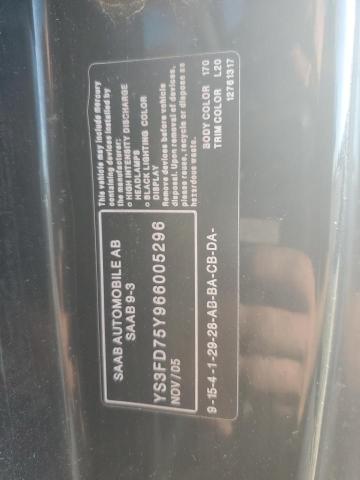 SAAB AUTOMOBILE AB
SAAB 9-3
YS3FD75Y966005296
NOV/05
This vehicle may include mercury
containing devices installed by
the manufacturer:
o HIGH INTENSITY DISCHARGE
HEADLAMPS
o BLACK LIGHTING COLOR
DISPLAY
Remove devices before vehicle
disposal. Upon removal of devices,
please reuse, recycle or dispose as
hazardous waste.
BODY COLOR 170
TRIM COLOR L20
12761317
9-15-4-1-29-28-AB-BA-CB-DA-